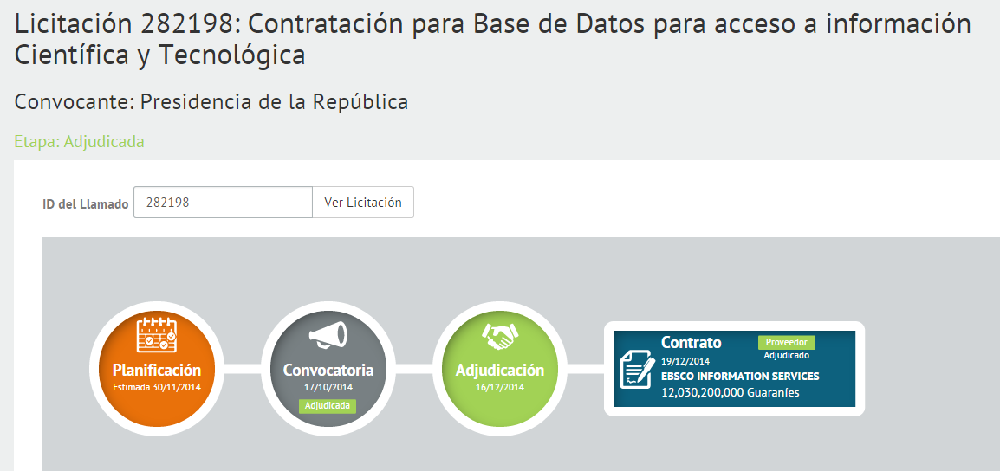 Licitación 282198: Contratación para Base de Datos para acceso a información
Científica y Tecnológica
Convocante: Presidencia de la República
Etapa: Adjudicada
ID del Llamado 282198 Ver Licitación
Planificación
Estimada 30/11/2014
Convocatoria
17/10/2014
Adjudicada
Adjudicación
16/12/2014
Contrato
Proveedor
19/12/2014
Adjudicado
EBSCO INFORMATION SERVICES
12,030,200,000 Guaraníes